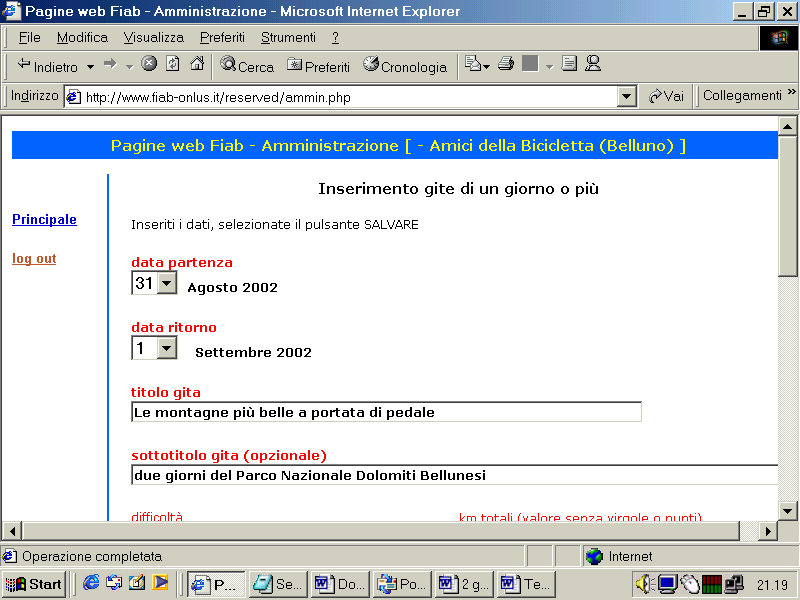 Pagine web Fiab - Amministrazione - Microsoft Internet Explorer
File Modifica Visualizza Preferiti Strumenti ?
Indietro Cerca Preferiti Cronologia
Indirizzo http://www.fiab-onlus.it/reserved/ammin.php Vai Collegamenti »
Pagine web Fiab - Amministrazione [ - Amici della Bicicletta (Belluno) ]
Inserimento gite di un giorno o più
Principale
Inseriti i dati, selezionate il pulsante SALVARE
log out
data partenza
31 Agosto 2002
data ritorno
1 Settembre 2002
titolo gita
Le montagne più belle a portata di pedale
sottotitolo gita (opzionale)
due giorni del Parco Nazionale Dolomiti Bellunesi
difficoltà km totali (valore senza virgole o punti)
Operazione completata Internet
Start P... Se... Do... Po... 2 g... Te... 21.19